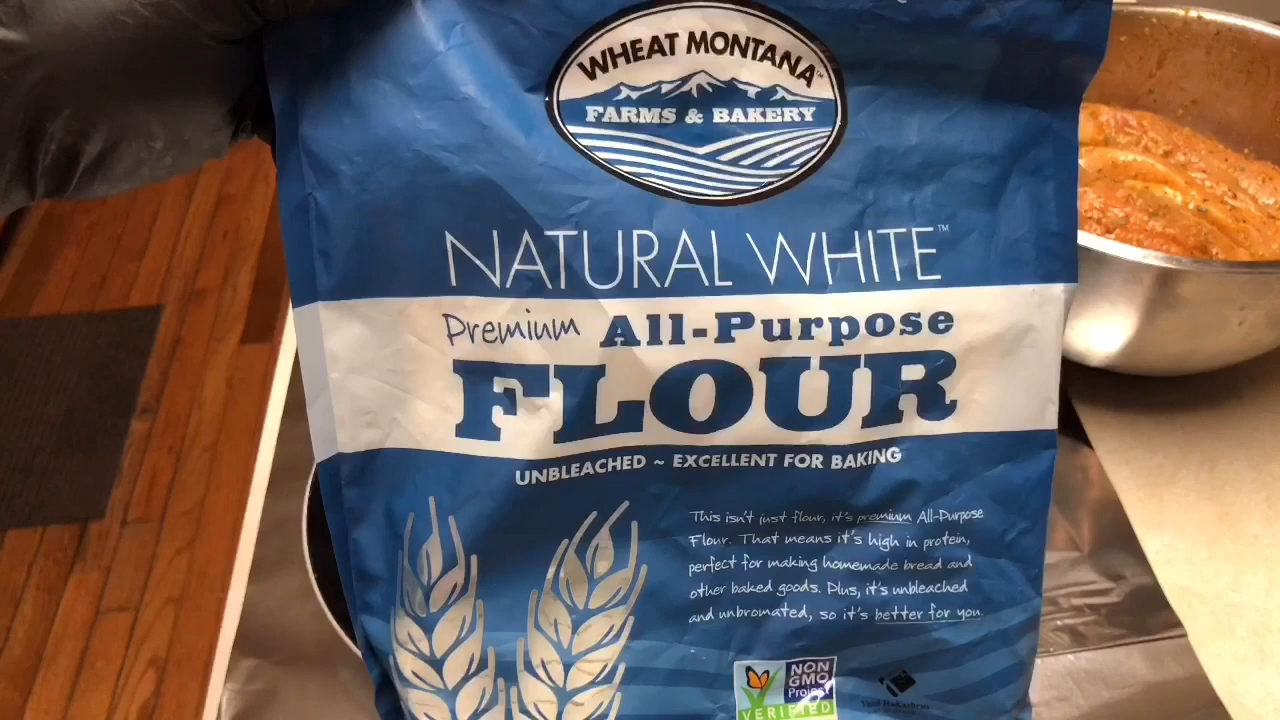 WHEAT MONTANA™
FARMS & BAKERY
NATURAL WHITE™
Premium All-Purpose
FLOUR
UNBLEACHED ~ EXCELLENT FOR BAKING
This isn't just flour, it's premium All-Purpose
Flour. That means it's high in protein,
perfect for making homemade bread and
other baked goods. Plus, it's unbleached
and unbromated, so it's better for you.
NON
GMO
Project
VERIFIED